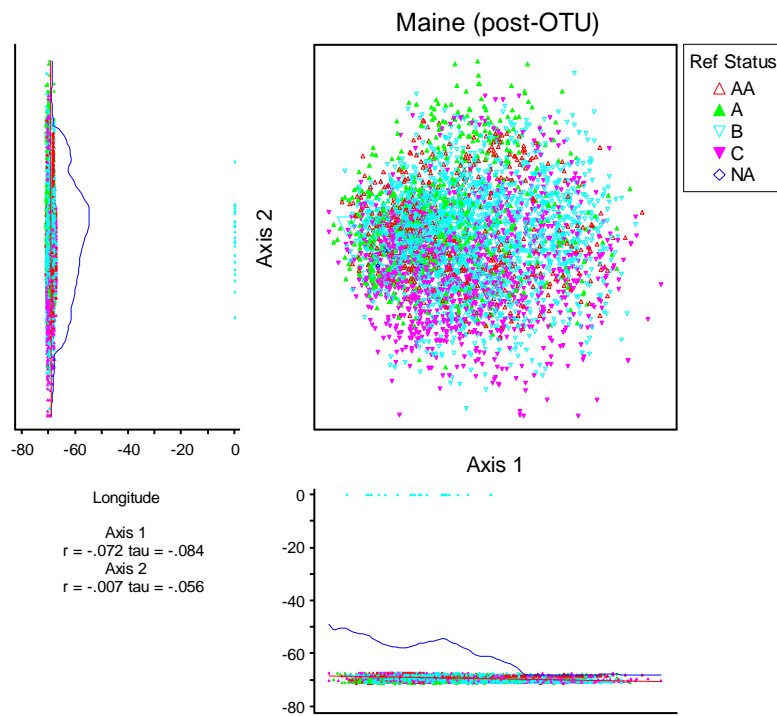 Maine (post-OTU)
Ref Status
AA
A
B
C
NA
Axis 2
-80 -60 -40 -20 0
Axis 1
Longitude
Axis 1
r = -.072 tau = -.084
Axis 2
r = -.007 tau = -.056
0
-20
-40
-60
-80